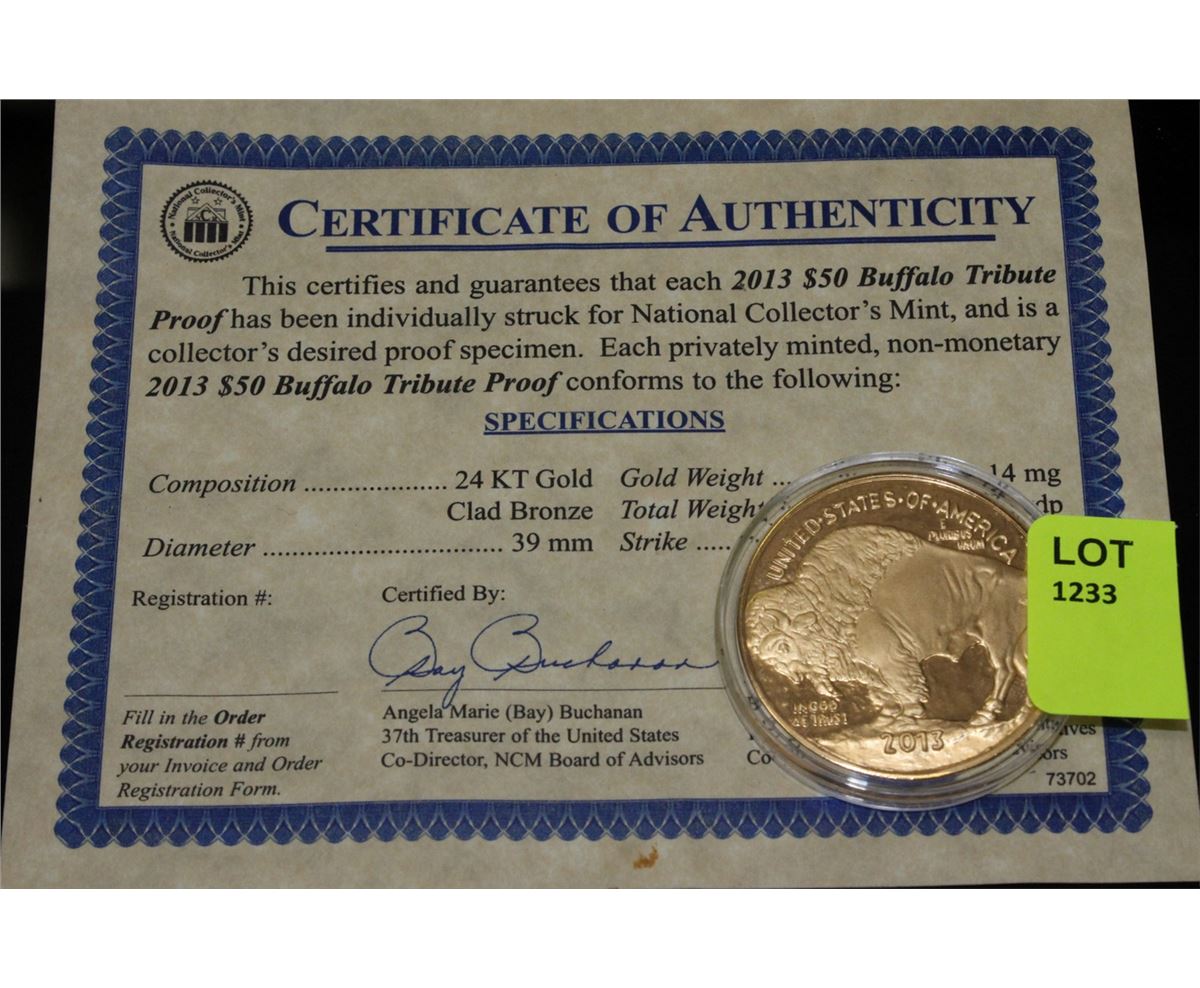 National Collector's Mint
National Collector's Mint
CERTIFICATE OF AUTHENTICITY
This certifies and guarantees that each 2013 $50 Buffalo Tribute
Proof has been individually struck for National Collector's Mint, and is a
collector's desired proof specimen. Each privately minted, non-monetary
2013 $50 Buffalo Tribute Proof conforms to the following:
SPECIFICATIONS
Composition .................... 24 KT Gold
Clad Bronze
Diameter .................................. 39 mm
Gold Weight ... 14 mg
Total Weight
Strike .....
Registration #:
Certified By:
Bay Buchanan
Fill in the Order
Registration # from
your Invoice and Order
Registration Form.
Angela Marie (Bay) Buchanan
37th Treasurer of the United States
Co-Director, NCM Board of Advisors
73702
UNITED·STATES·OF·AMERICA
E
PLURIBUS
UNUM
IN GOD
WE TRUST
2013
LOT
1233